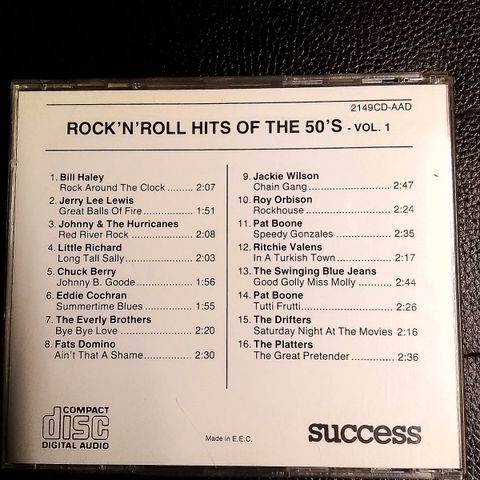 2149CD-AAD
ROCK'N'ROLL HITS OF THE 50'S - VOL. 1
1. Bill Haley
Rock Around The Clock .......... 2:07
2. Jerry Lee Lewis
Great Balls Of Fire ............... 1:51
3. Johnny & The Hurricanes
Red River Rock .................... 2:08
4. Little Richard
Long Tall Sally ..................... 2:03
5. Chuck Berry
Johnny B. Goode ................. 1:56
6. Eddie Cochran
Summertime Blues .............. 1:55
7. The Everly Brothers
Bye Bye Love ...................... 2:20
8. Fats Domino
Ain't That A Shame .............. 2:30
9. Jackie Wilson
Chain Gang ......................... 2:47
10. Roy Orbison
Rockhouse .......................... 2:24
11. Pat Boone
Speedy Gonzales ................. 2:35
12. Ritchie Valens
In A Turkish Town ................ 2:17
13. The Swinging Blue Jeans
Good Golly Miss Molly .......... 2:44
14. Pat Boone
Tutti Frutti ........................... 2:26
15. The Drifters
Saturday Night At The Movies 2:16
16. The Platters
The Great Pretender ............. 2:36
COMPACT
disc
DIGITAL AUDIO
Made in E.E.C.
success